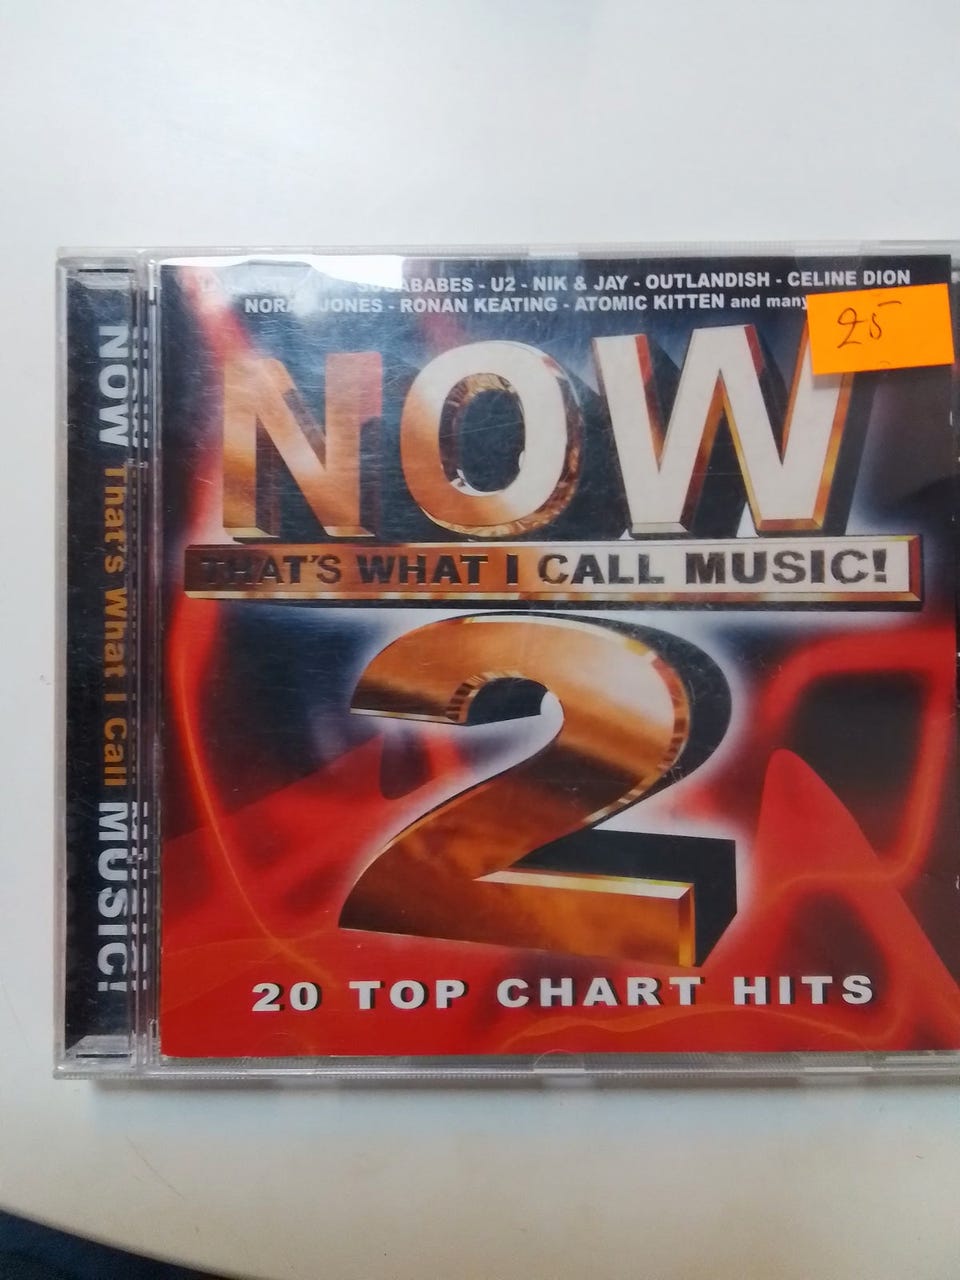 SUGABABES - U2 - NIK & JAY - OUTLANDISH - CELINE DION
NORAH JONES - RONAN KEATING - ATOMIC KITTEN and many
25
NOW
THAT'S WHAT I CALL MUSIC!
2
20 TOP CHART HITS
NOW That's What I Call MUSIC!